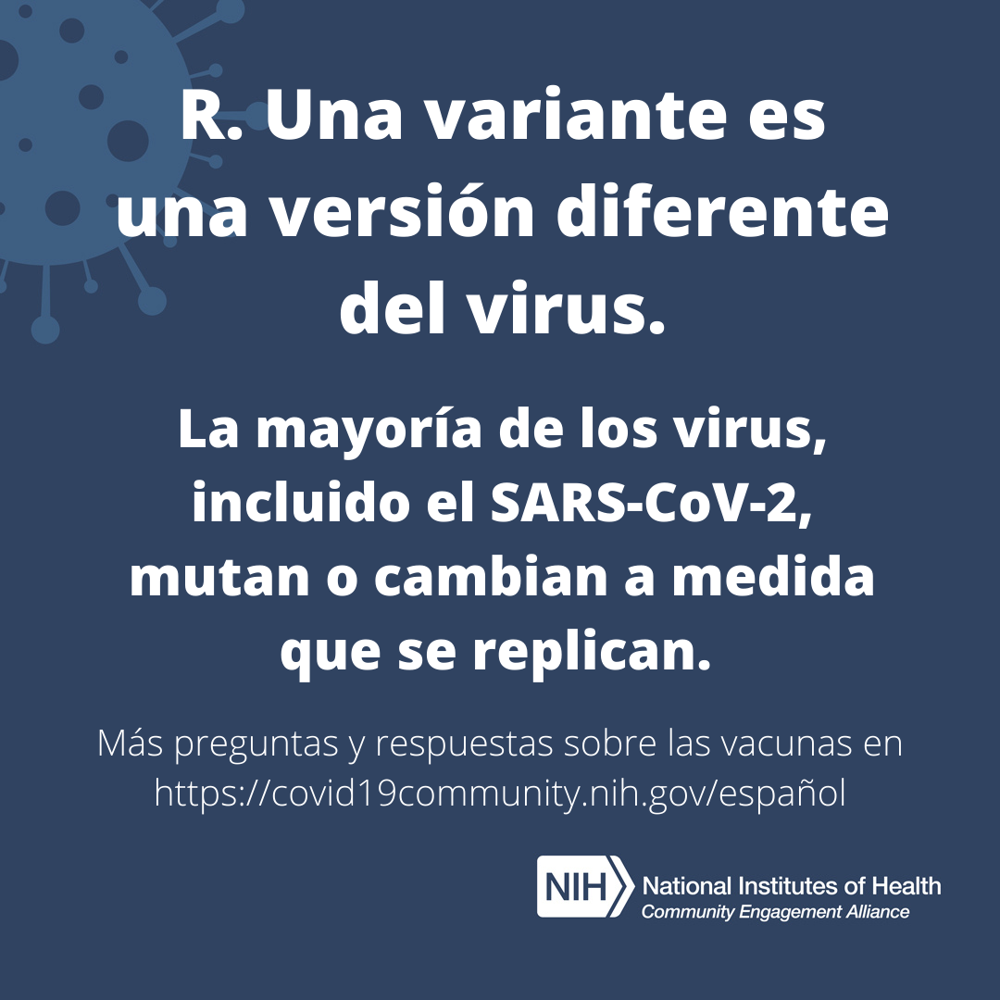 R. Una variante es
una versión diferente
del virus.
La mayoría de los virus,
incluido el SARS-CoV-2,
mutan o cambian a medida
que se replican.
Más preguntas y respuestas sobre las vacunas en
https://covid19community.nih.gov/español
NIH National Institutes of Health
Community Engagement Alliance